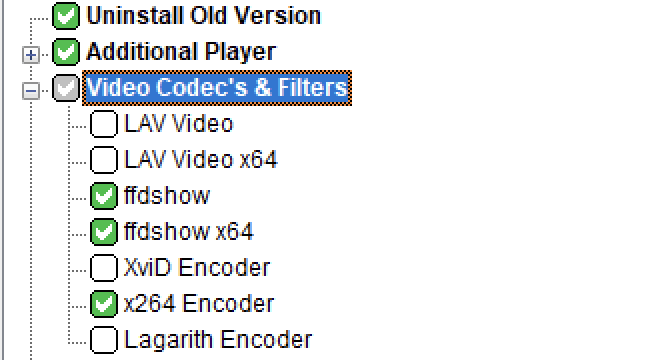 Uninstall Old Version
Additional Player
Video Codec's & Filters
LAV Video
LAV Video x64
ffdshow
ffdshow x64
XviD Encoder
x264 Encoder
Lagarith Encoder